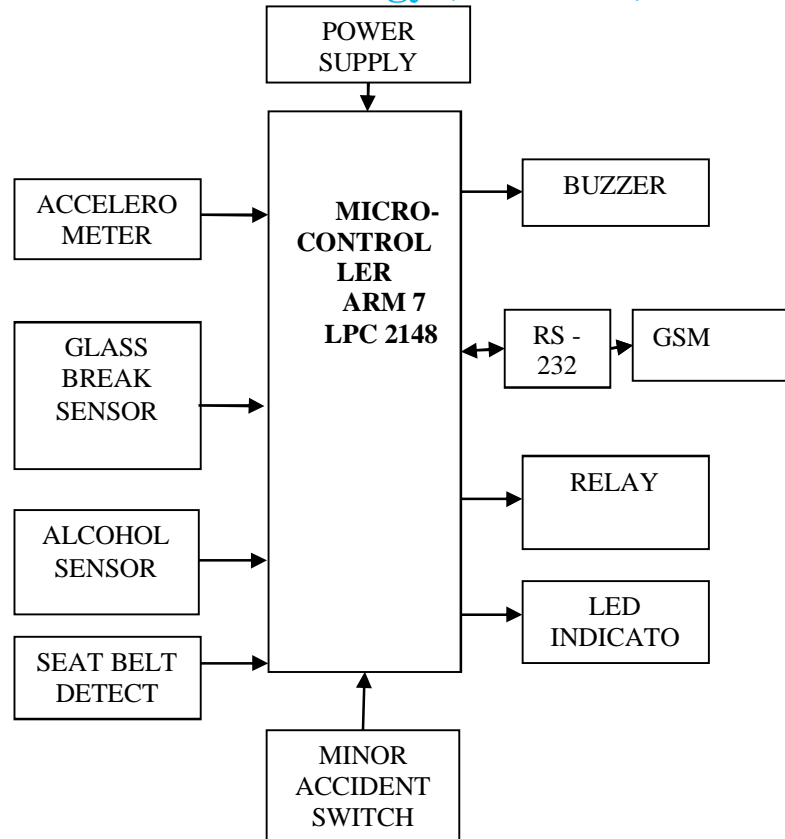 POWER
SUPPLY
ACCELERO
METER
GLASS
BREAK
SENSOR
ALCOHOL
SENSOR
SEAT BELT
DETECT
MICRO-
CONTROL
LER
ARM 7
LPC 2148
BUZZER
RS -
232
GSM
RELAY
LED
INDICATO
MINOR
ACCIDENT
SWITCH